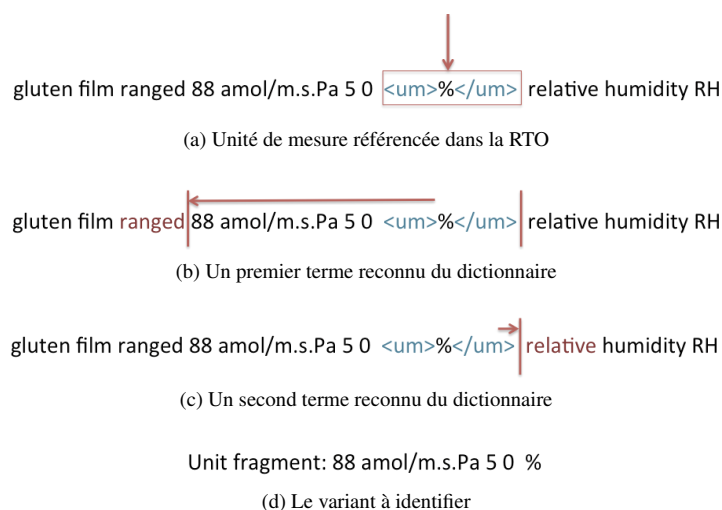 gluten film ranged 88 amol/m.s.Pa 5 0 <um>%</um> relative humidity RH
(a) Unité de mesure référencée dans la RTO
gluten film ranged 88 amol/m.s.Pa 5 0 <um>%</um> relative humidity RH
(b) Un premier terme reconnu du dictionnaire
gluten film ranged 88 amol/m.s.Pa 5 0 <um>%</um> relative humidity RH
(c) Un second terme reconnu du dictionnaire
Unit fragment: 88 amol/m.s.Pa 5 0 %
(d) Le variant à identifier